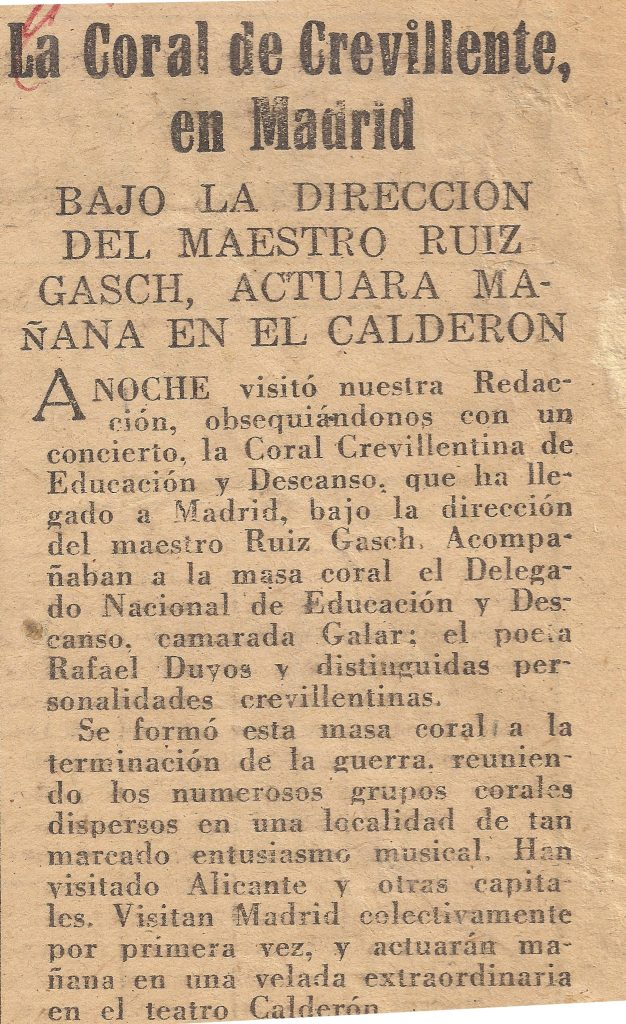 La Coral de Crevillente,
en Madrid
BAJO LA DIRECCION
DEL MAESTRO RUIZ
GASCH, ACTUARA MA-
ÑANA EN EL CALDERON
ANOCHE visitó nuestra Redac-
ción, obsequiándonos con un
concierto, la Coral Crevillentina de
Educación y Descanso, que ha lle-
gado a Madrid, bajo la dirección
del maestro Ruiz Gasch. Acompa-
ñaban a la masa coral el Delega-
do Nacional de Educación y Des-
canso, camarada Galar; el poeta
Rafael Duyos y distinguidas per-
sonalidades crevillentinas.
Se formó esta masa coral a la
terminación de la guerra, reunien-
do los numerosos grupos corales
dispersos en una localidad de tan
marcado entusiasmo musical. Han
visitado Alicante y otras capita-
les. Visitan Madrid colectivamente
por primera vez, y actuarán ma-
ñana en una velada extraordinaria
en el teatro Calderón